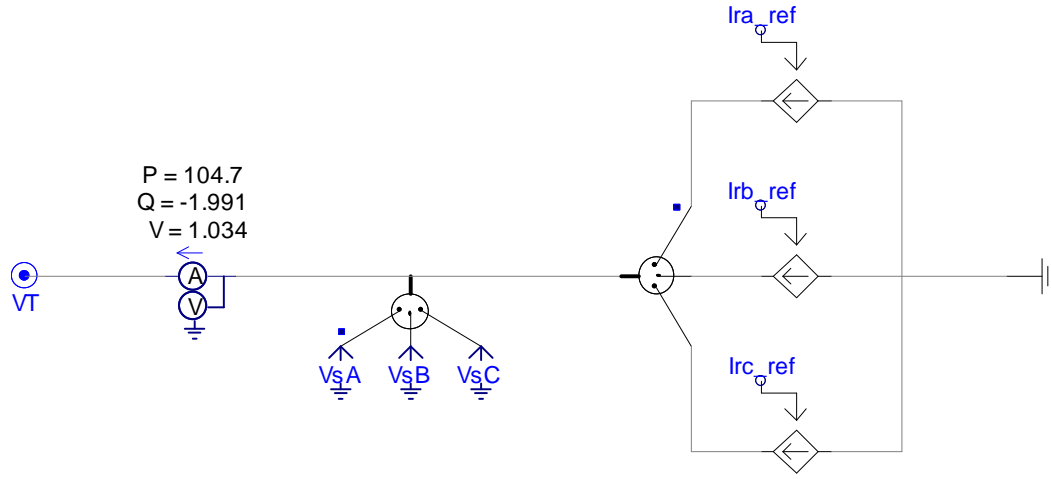 Ira_ref
P = 104.7
Q = -1.991
V = 1.034
Irb_ref
A
V
VT
VsA VsB VsC
Irc_ref